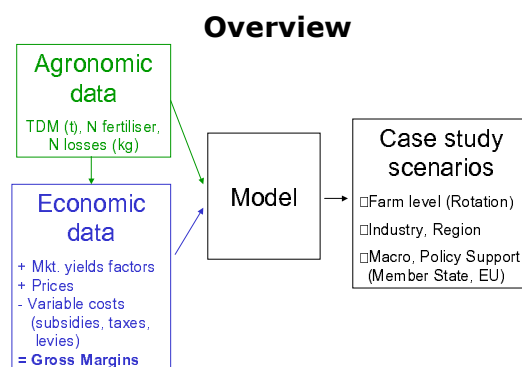 Overview
Agronomic
data
TDM (t), N fertiliser,
N losses (kg)
Economic
data
+ Mkt. yields factors
+ Prices
- Variable costs
(subsidies, taxes,
levies)
= Gross Margins
Model
Case study
scenarios
□Farm level (Rotation)
□Industry, Region
□Macro, Policy Support
(Member State, EU)